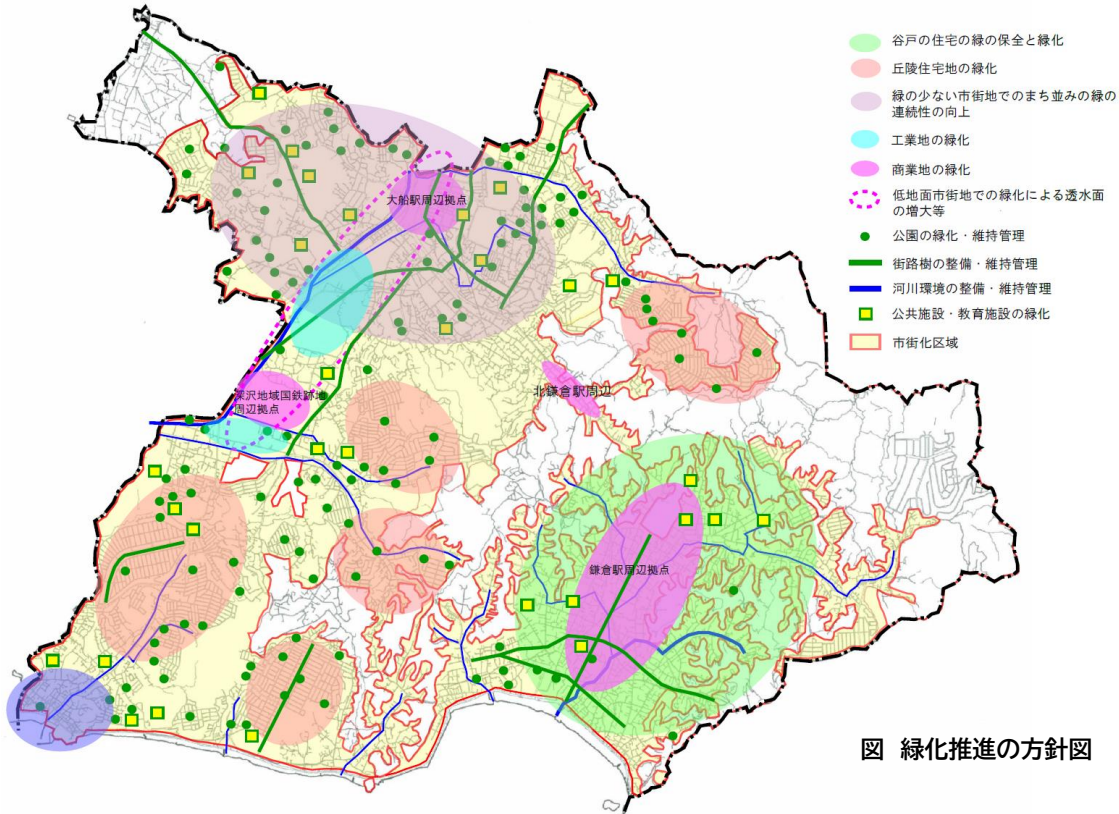 谷戸の住宅の緑の保全と緑化
丘陵住宅地の緑化
緑の少ない市街地でのまち並みの緑の
連続性の向上
工業地の緑化
商業地の緑化
低地面市街地での緑化による透水面
の増大等
公園の緑化・維持管理
街路樹の整備・維持管理
河川環境の整備・維持管理
公共施設・教育施設の緑化
市街化区域
大船駅周辺拠点
深沢地域国鉄跡地
周辺拠点
北鎌倉駅周辺
鎌倉駅周辺拠点
図 緑化推進の方針図